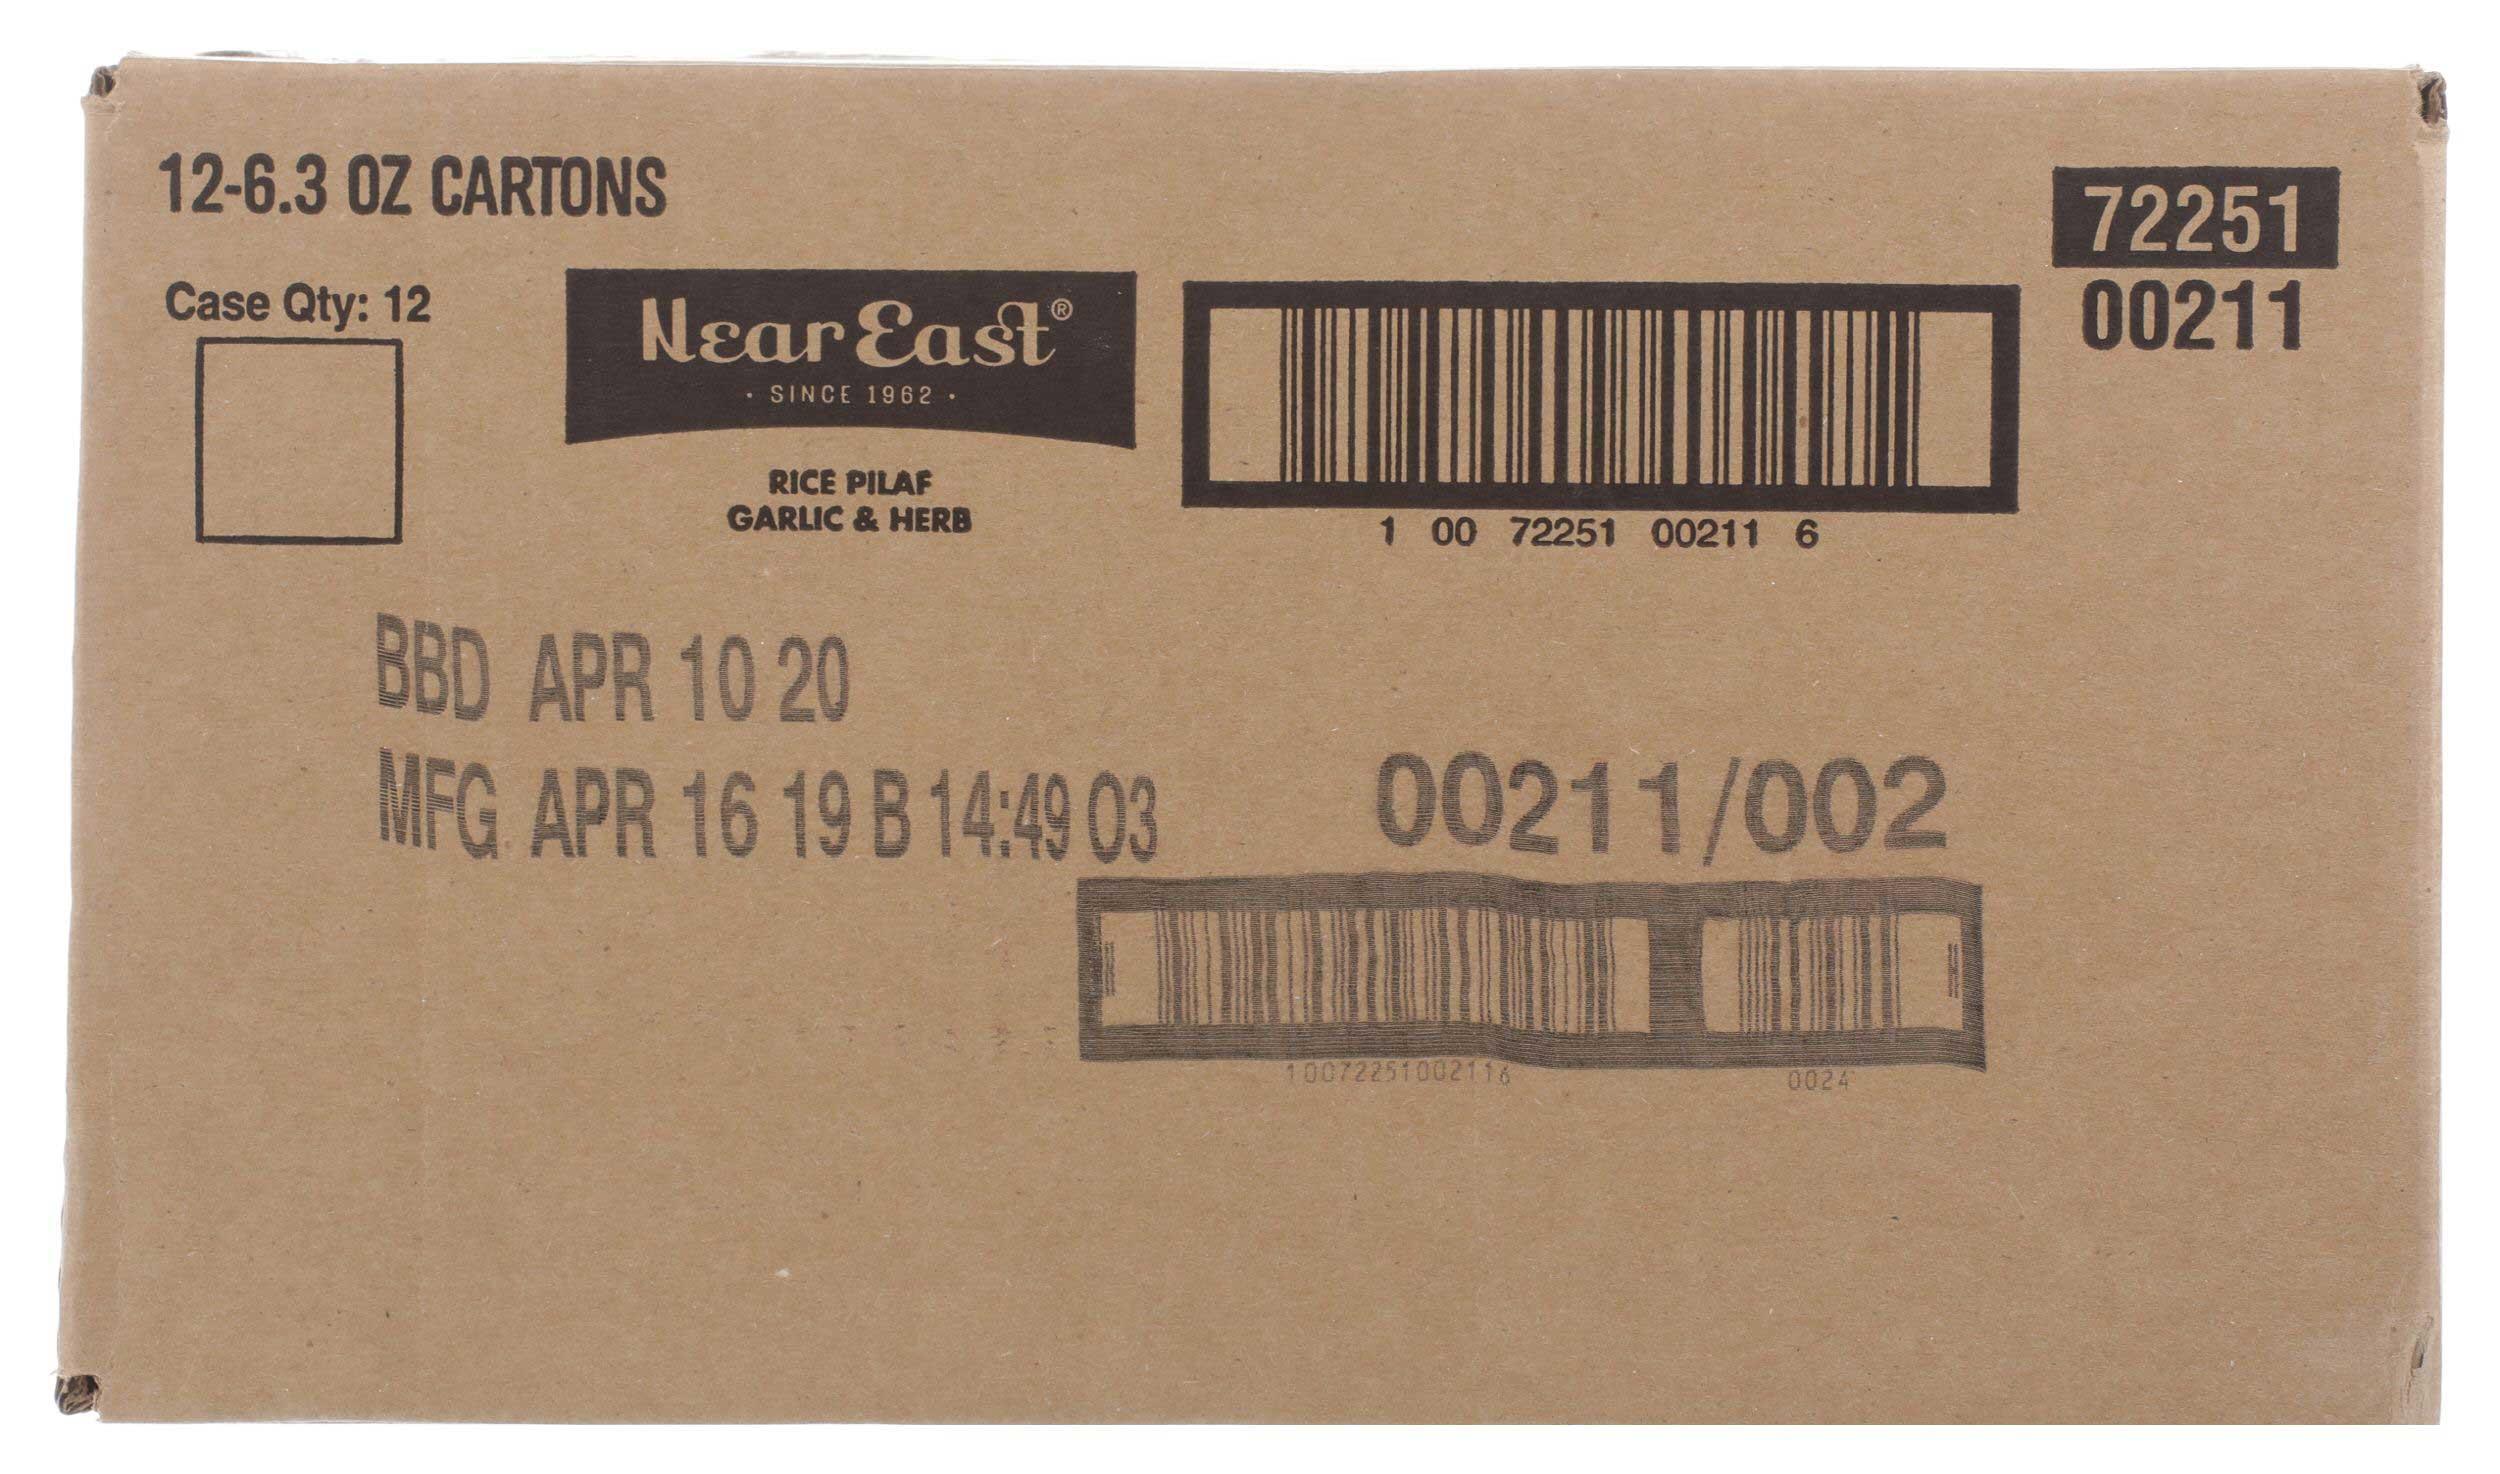 12-6.3 OZ CARTONS
72251
00211
Case Qty: 12
Near East®
· SINCE 1962 ·
RICE PILAF
GARLIC & HERB
1 00 72251 00211 6
BBD APR 10 20
MFG APR 16 19 B 14:49 03
00211/002
10072251002116
0024